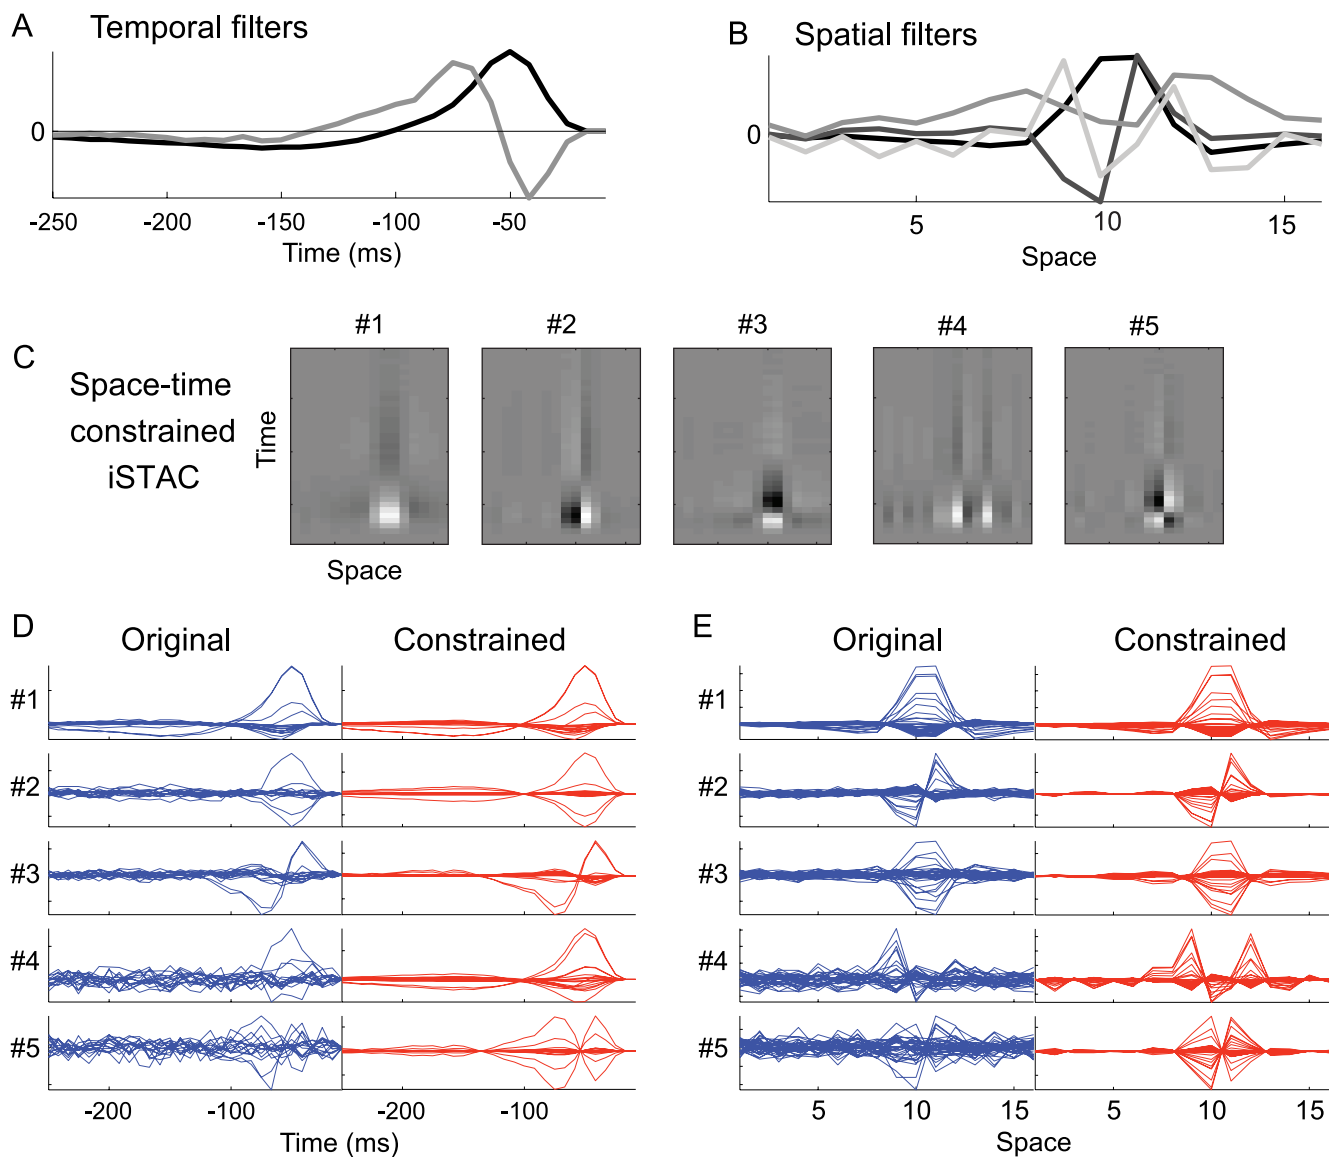 A Temporal filters
0
-250 -200 -150 -100 -50
Time (ms)
B Spatial filters
0
5 10 15
Space
C
Space-time
constrained
iSTAC
#1 #2 #3 #4 #5
Time
Space
D Original Constrained
#1
#2
#3
#4
#5
-200 -100 -200 -100
Time (ms)
E Original Constrained
#1
#2
#3
#4
#5
5 10 15 5 10 15
Space